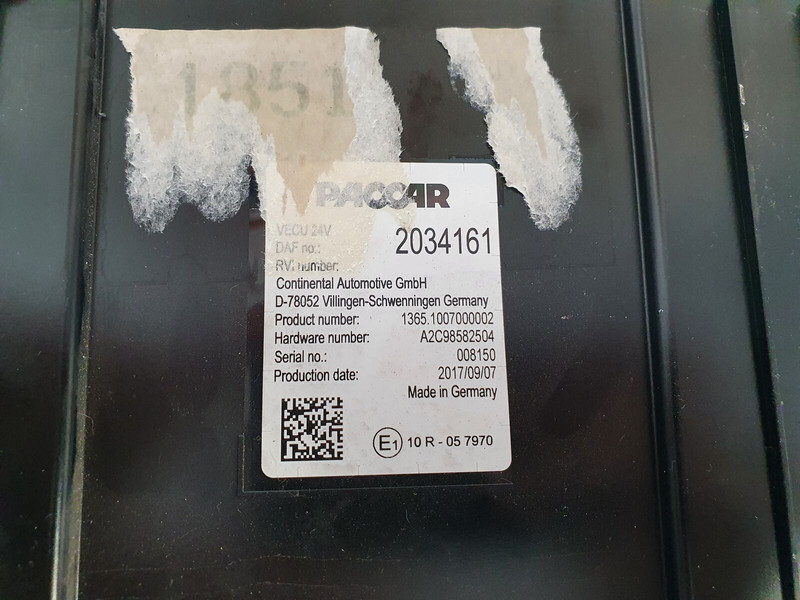 1851
PACCAR
VECU 24V
DAF no.: 2034161
RVI number:
Continental Automotive GmbH
D-78052 Villingen-Schwenningen Germany
Product number: 1365.1007000002
Hardware number: A2C98582504
Serial no.: 008150
Production date: 2017/09/07
Made in Germany
E1 10 R - 05 7970